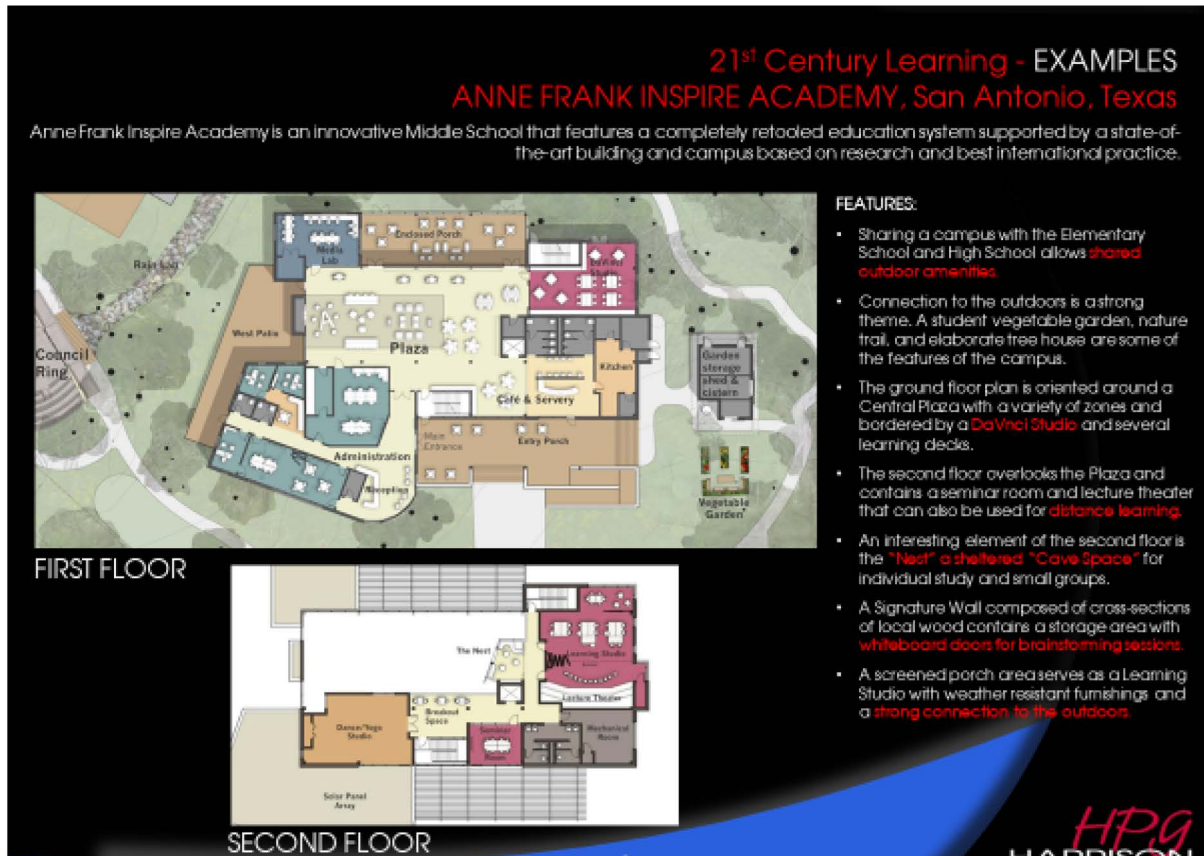 21st Century Learning - EXAMPLES
ANNE FRANK INSPIRE ACADEMY, San Antonio, Texas
Anne Frank Inspire Academy is an innovative Middle School that features a completely retooled education system supported by a state-of-
the-art building and campus based on research and best international practice.
Enclosed Porch
Media
Lab
DaVinci
Studio
Rain
West Patio
A
Plaza
Council
Ring
Kitchen
Garden
storage
shed &
cistern
Café & Servery
Main
Entrance
Entry Porch
Administration
Reception
Vegetable
Garden
FIRST FLOOR
FEATURES:
• Sharing a campus with the Elementary
School and High School allows shared
outdoor amenities.
• Connection to the outdoors is a strong
theme. A student vegetable garden, nature
trail, and elaborate tree house are some of
the features of the campus.
• The ground floor plan is oriented around a
Central Plaza with a variety of zones and
bordered by a DaVnci Studio and several
learning decks.
• The second floor overlooks the Plaza and
contains a seminar room and lecture theater
that can also be used for distance learning.
• An interesting element of the second floor is
the "Nest" a sheltered "Cave Space" for
individual study and small groups.
• A Signature Wall composed of cross-sections
of local wood contains a storage area with
whiteboard doors for brainstorming sessions.
• A screened porch area serves as a Learning
Studio with weather resistant furnishings and
a strong connection to the outdoors.
The Nest
Learning Studio
Lecture Theater
Breakout
Space
Dance/Yoga
Studio
Seminar
Room
Mechanical
Room
Solar Panel
Array
SECOND FLOOR
HPG
HARRISON